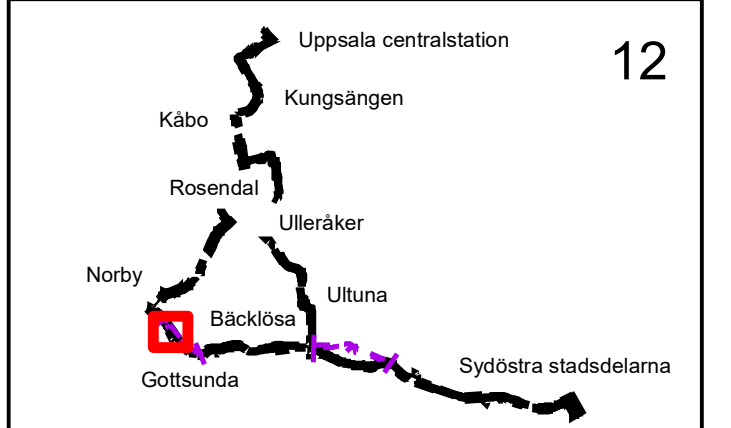 Uppsala centralstation
12
Kungsängen
Kåbo
Rosendal
Ulleråker
Norby
Ultuna
Bäcklösa
Sydöstra stadsdelarna
Gottsunda